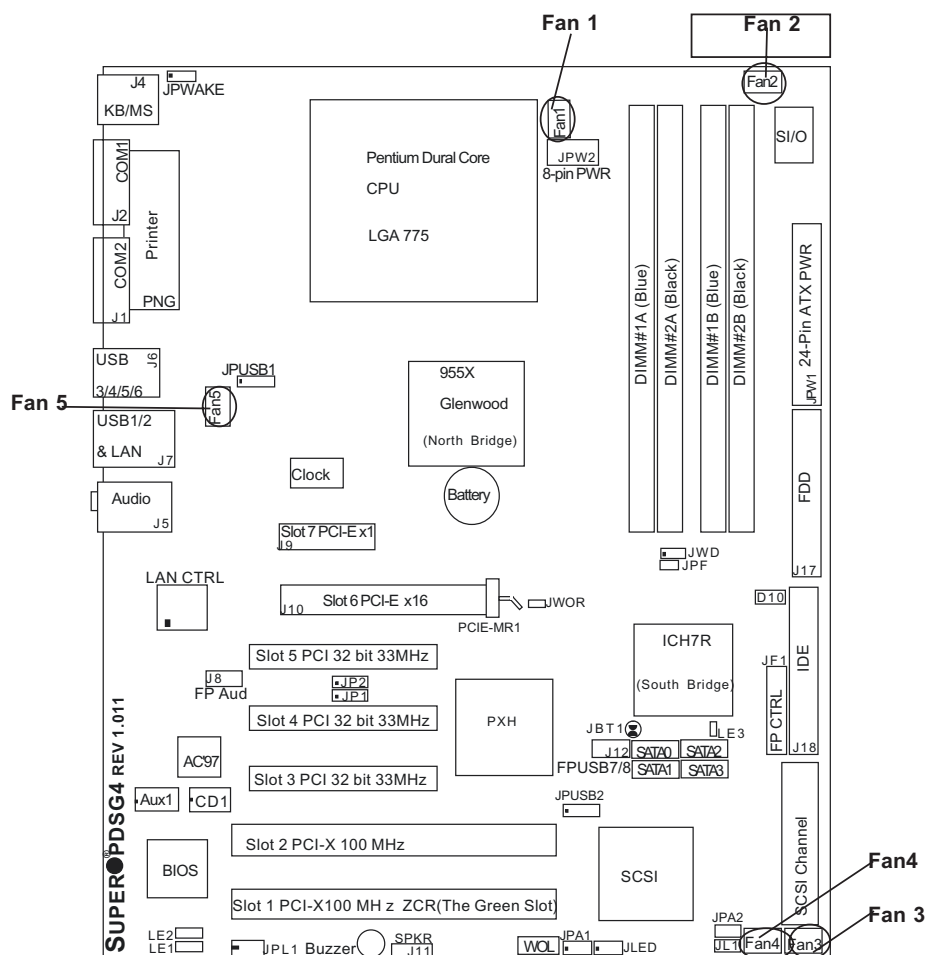 Fan 1
Fan 2
J4
KB/MS
JPWAKE
Fan2
Fan1
JPW2
8-pin PWR
SI/O
Pentium Dural Core
CPU
LGA 775
COM1
J2
Printer
PNG
COM2
J1
DIMM#1A (Blue)
DIMM#2A (Black)
DIMM#1B (Blue)
DIMM#2B (Black)
JPW1 24-Pin ATX PWR
USB
J6
3/4/5/6
JPUSB1
Fan 5
Fan5
USB1/2
& LAN
J7
955X
Glenwood
(North Bridge)
Clock
Battery
FDD
J17
Audio
J5
Slot 7 PCI-E x1
J9
JWD
JPF
LAN CTRL
J10
Slot 6 PCI-E x16
PCIE-MR1
JWOR
D10
ICH7R
(South Bridge)
JF1
FP CTRL
IDE
J18
Slot 5 PCI 32 bit 33MHz
J8
FP Aud
JP2
JP1
Slot 4 PCI 32 bit 33MHz
PXH
JBT1
LE3
J12
SATA0
SATA2
FPUSB7/8
SATA1
SATA3
AC'97
Slot 3 PCI 32 bit 33MHz
Aux1
CD1
JPUSB2
Slot 2 PCI-X 100 MHz
BIOS
SCSI
SCSI Channel
Fan4
Slot 1 PCI-X100 MH z ZCR(The Green Slot)
Fan 3
SUPER®PDSG4 REV 1.011
LE2
LE1
JPL1
Buzzer
SPKR
J11
WOL
JPA1
JLED
JPA2
JL1
Fan4
Fan3